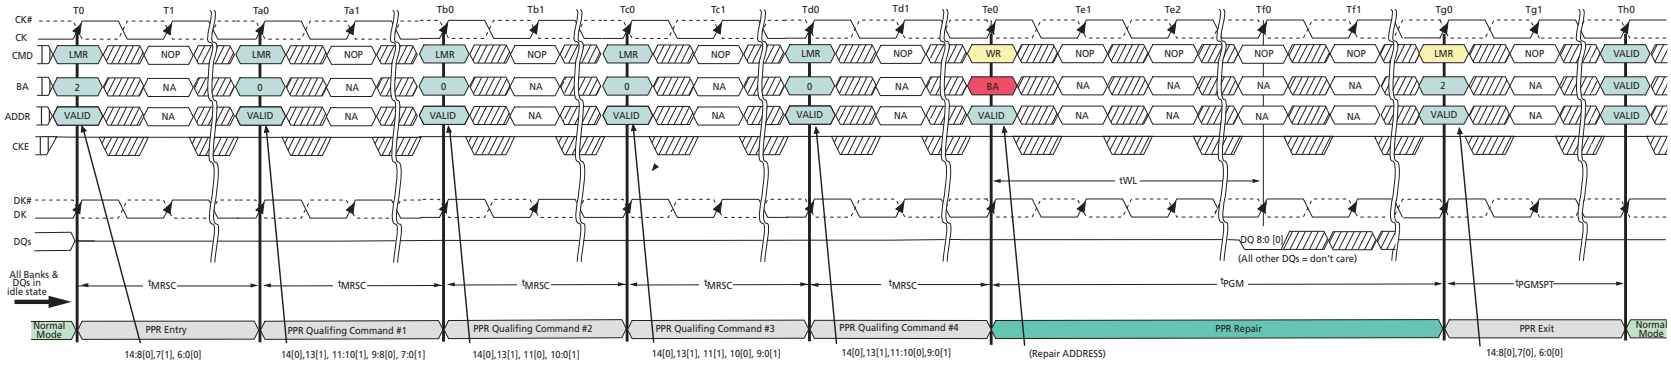 T0 T1 Ta0 Ta1 Tb0 Tb1 Tc0 Tc1 Td0 Td1 Te0 Te1 Te2 Tf0 Tf1 Tg0 Tg1 Th0
CK#
CK
CMD LMR NOP LMR NOP LMR NOP LMR NOP LMR NOP WR NOP NOP NOP NOP LMR NOP VALID
BA 2 NA 0 NA 0 NA 0 NA 0 NA BA NA NA NA NA 2 NA VALID
ADDR VALID NA VALID NA VALID NA VALID NA VALID NA VALID NA NA NA NA VALID NA VALID
CKE
tWL
DK#
DK
DQs DQ 8:0 [0]
(All other DQs = don't care)
All Banks &
DQs in
idle state
tMRSC tMRSC tMRSC tMRSC tMRSC tPGM tPGMSPT
Normal Mode PPR Entry PPR Qualifing Command #1 PPR Qualifing Command #2 PPR Qualifing Command #3 PPR Qualifing Command #4 PPR Repair PPR Exit Normal Mode
14:8[0],7[1], 6:0[0] 14[0],13[1], 11:10[1], 9:8[0], 7:0[1] 14[0],13[1], 11[0], 10:0[1] 14[0],13[1], 11[1], 10[0], 9:0[1] 14[0],13[1],11:10[0],9:0[1] (Repair ADDRESS) 14:8[0],7[0], 6:0[0]